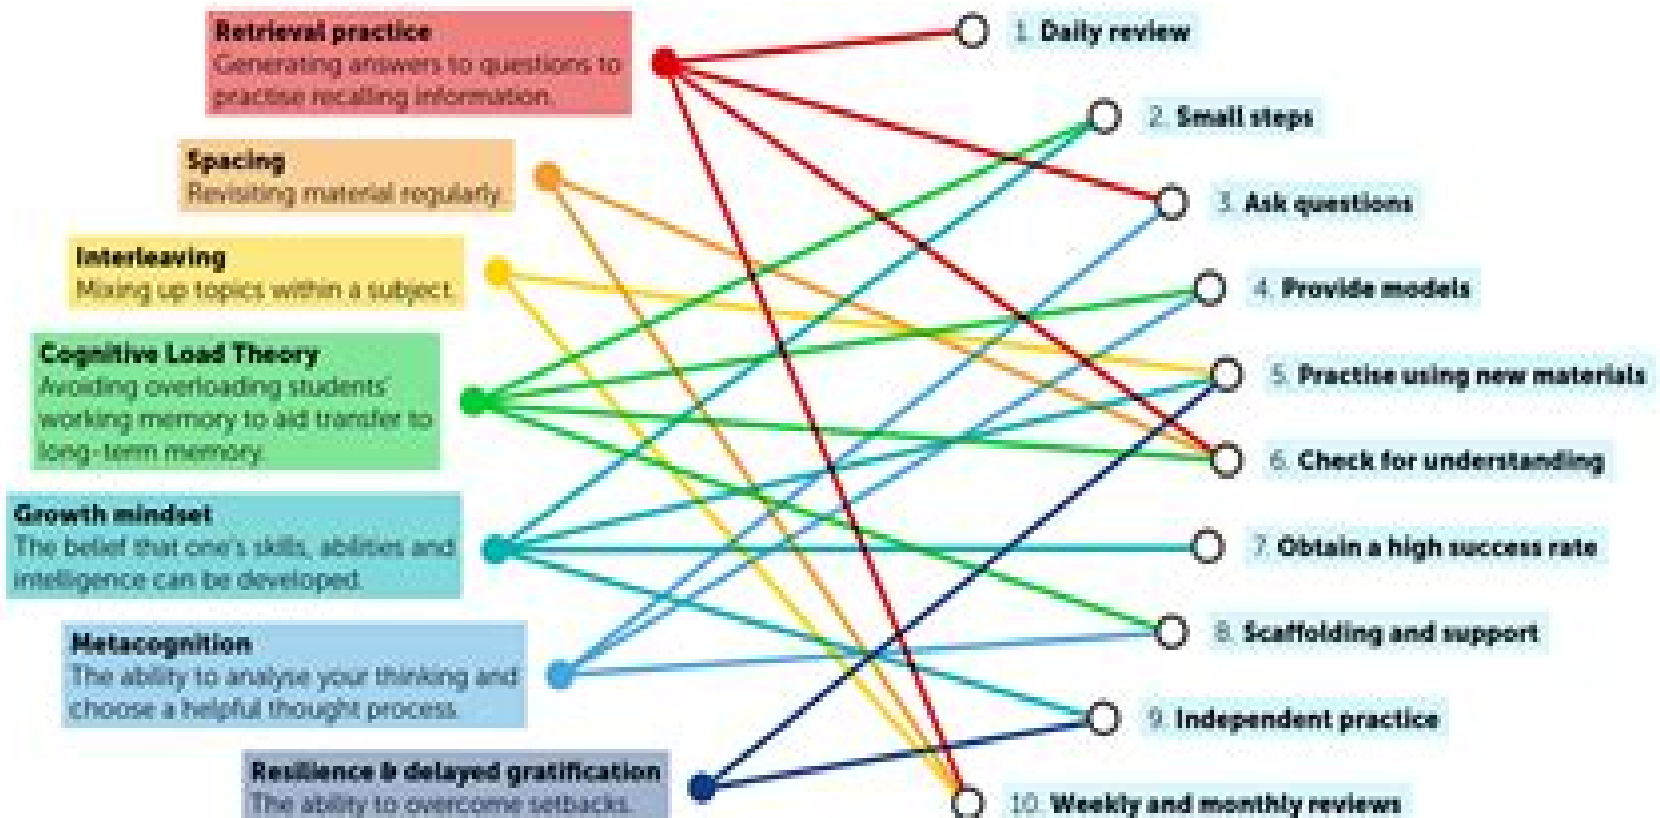 Retrieval practice
Generating answers to questions to
practise recalling information.
Spacing
Revisiting material regularly.
Interleaving
Mixing up topics within a subject.
Cognitive Load Theory
Avoiding overloading students'
working memory to aid transfer to
long-term memory.
Growth mindset
The belief that one's skills, abilities and
intelligence can be developed.
Metacognition
The ability to analyse your thinking and
choose a helpful thought process.
Resilience & delayed gratification
The ability to overcome setbacks.
1. Daily review
2. Small steps
3. Ask questions
4. Provide models
5. Practise using new materials
6. Check for understanding
7. Obtain a high success rate
8. Scaffolding and support
9. Independent practice
10. Weekly and monthly reviews